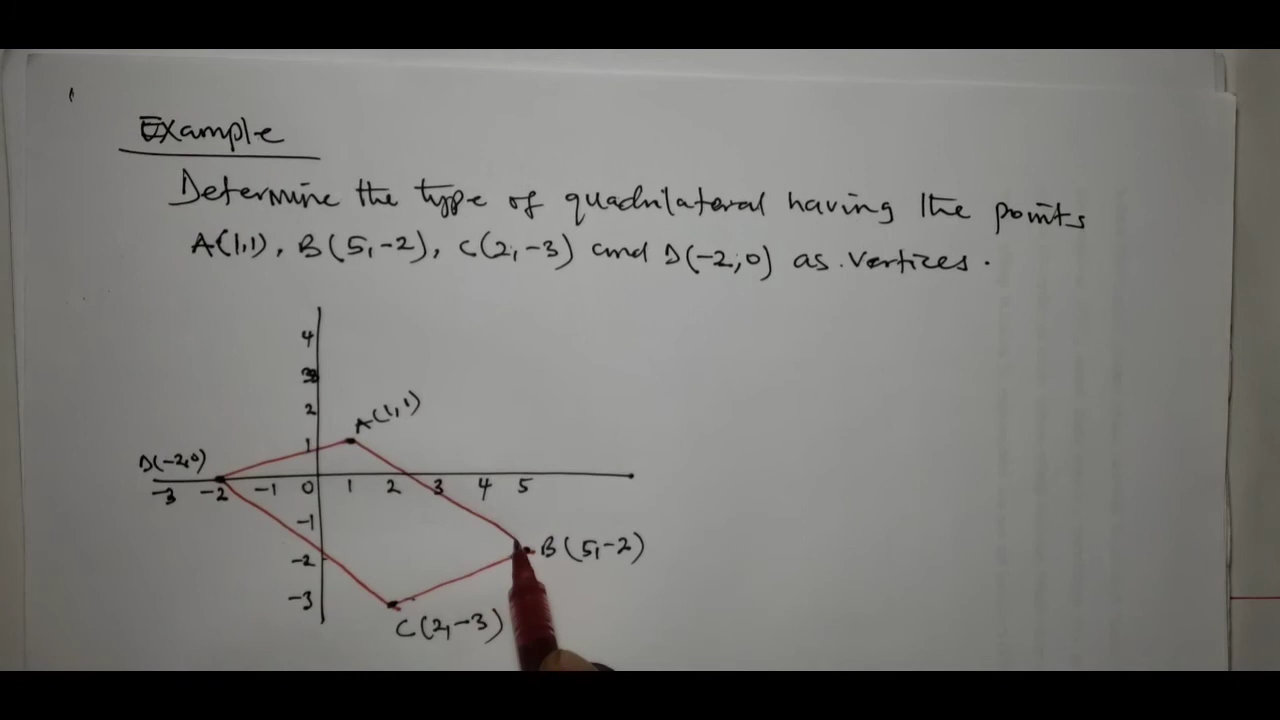 Example
Determine the type of quadrilateral having the points
A(1,1), B(5,-2), C(2,-3) and D(-2,0) as vertices.
4
3
2
A(1,1)
1
D(-2,0)
-3 -2 -1 0 1 2 3 4 5
-1
-2
B(5,-2)
-3
C(2,-3)